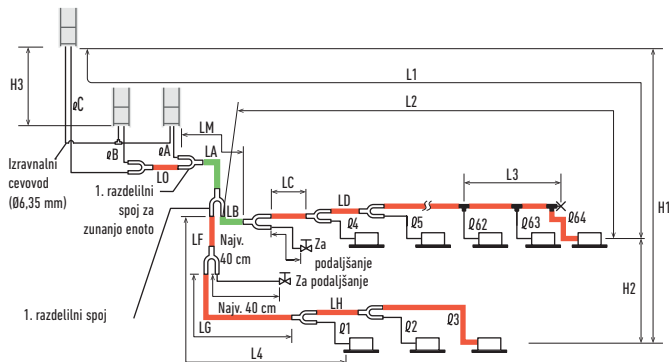 L1
H3
ℓC
L2
LM
ℓB
ℓA
LA
Izravnalni
cevovod
(Ø6,35 mm)
LO
1. razdelilni
spoj za
zunanjo enoto
LC
LD
L3
H1
LB
ℓ4
ℓ5
ℓ62
ℓ63
ℓ64
LF
Najv.
40 cm
Za
podaljšanje
Za podaljšanje
H2
1. razdelilni spoj
Najv. 40 cm
LG
LH
ℓ1
ℓ2
ℓ3
L4